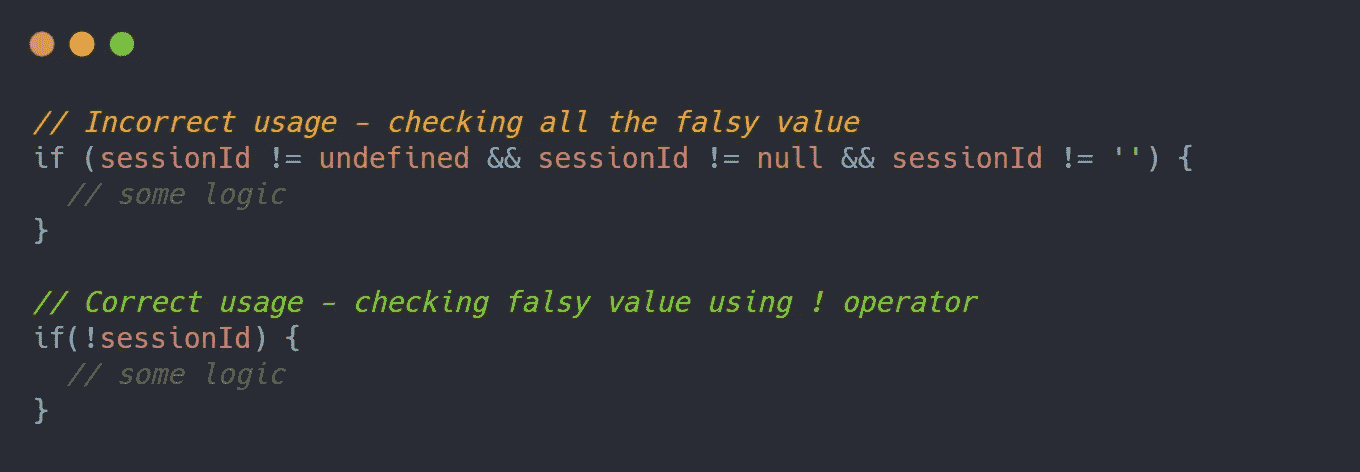 // Incorrect usage - checking all the falsy value
if (sessionId != undefined && sessionId != null && sessionId != '') {
  // some logic
}
// Correct usage - checking falsy value using ! operator
if(!sessionId) {
  // some logic
}